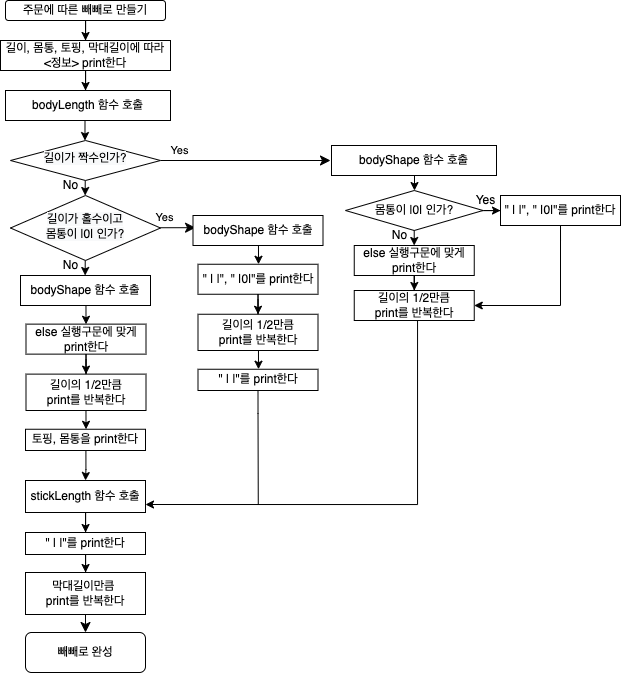 주문에 따른 빼빼로 만들기
길이, 몸통, 토핑, 막대길이에 따라
<정보> print한다
bodyLength 함수 호출
길이가 짝수인가?
Yes
bodyShape 함수 호출
No
몸통이 |0| 인가?
Yes
" | |", " |0|"를 print한다
길이가 홀수이고
몸통이 |0| 인가?
Yes
bodyShape 함수 호출
No
else 실행구문에 맞게
print한다
No
bodyShape 함수 호출
" | |", " |0|"를 print한다
길이의 1/2만큼
print를 반복한다
else 실행구문에 맞게
print한다
길이의 1/2만큼
print를 반복한다
길이의 1/2만큼
print를 반복한다
" | |"를 print한다
토핑, 몸통을 print한다
stickLength 함수 호출
" | |"를 print한다
막대길이만큼
print를 반복한다
빼빼로 완성